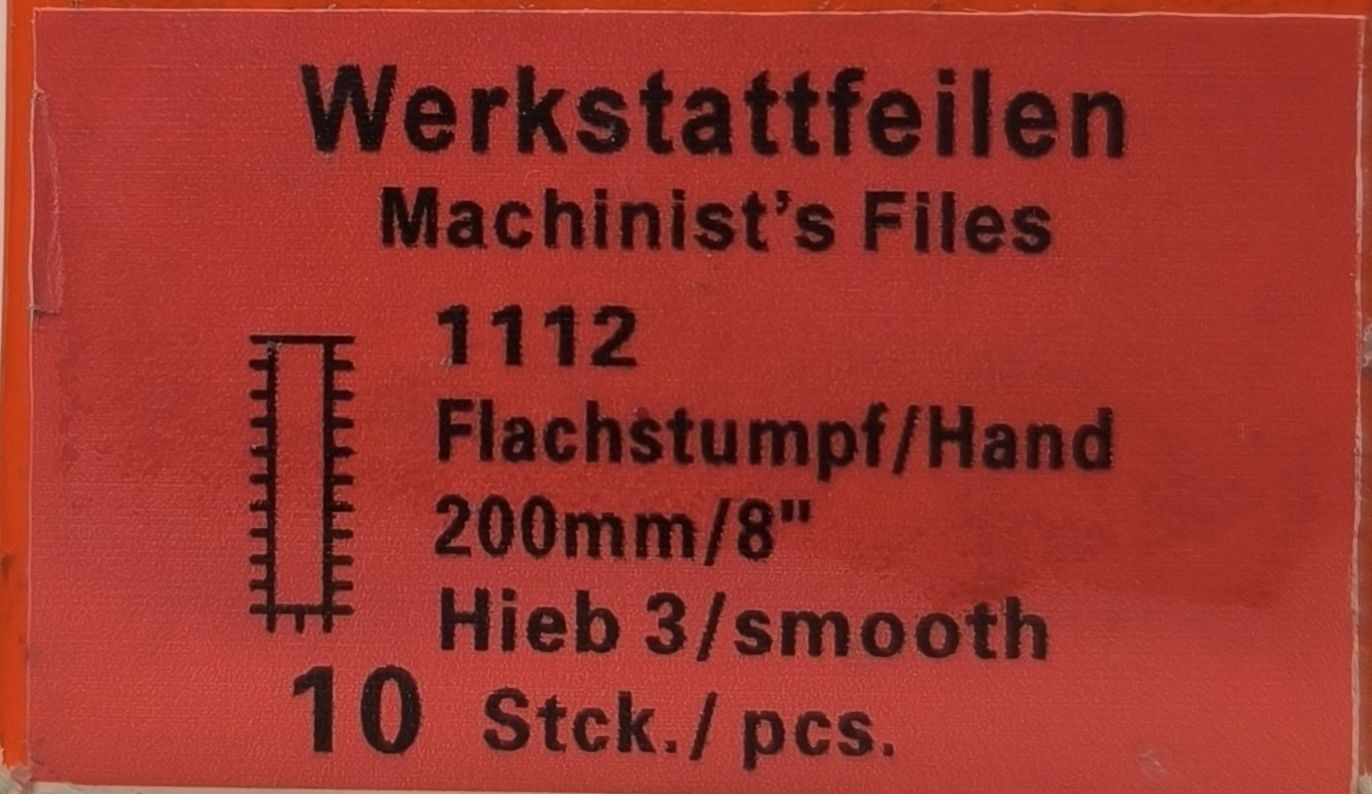 Werkstattfeilen
Machinist's Files
1112
Flachstumpf/Hand
200mm/8"
Hieb 3/smooth
10 Stck./ pcs.